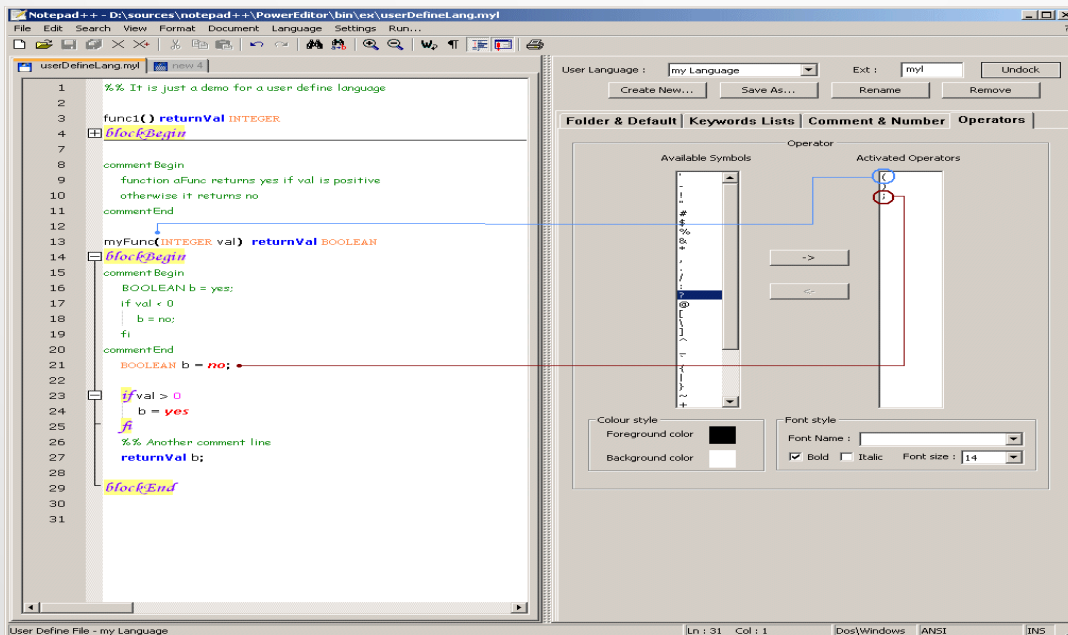 Notepad++ - D:\sources\notepad++\PowerEditor\bin\ex\userDefineLang.myl
File Edit Search View Format Document Language Settings Run...
userDefineLang.myl new 4
1 %% It is just a demo for a user define language
2
3 func1() returnVal INTEGER
4 blockBegin
7
8 commentBegin
9 function aFunc returns yes if val is positive
10 otherwise it returns no
11 commentEnd
12
13 myFunc(INTEGER val) returnVal BOOLEAN
14 blockBegin
15 commentBegin
16 BOOLEAN b = yes;
17 if val < 0
18 b = no;
19 fi
20 commentEnd
21 BOOLEAN b = no;
22
23 if val > 0
24 b = yes
25 fi
26 %% Another comment line
27 returnVal b;
28
29 blockEnd
30
31
User Language : my Language Ext : myl Undock
Create New... Save As... Rename Remove
Folder & Default Keywords Lists Comment & Number Operators
Operator
Available Symbols Activated Operators
'
-
!
"
#
$
%
&
*
,
.
/
:
?
@
[
\
]
^
{
|
}
~
+
(
)
;
->
<-
Colour style
Foreground color
Background color
Font style
Font Name :
Bold Italic Font size : 14
User Define File - my Language Ln : 31 Col : 1 Dos\Windows ANSI INS